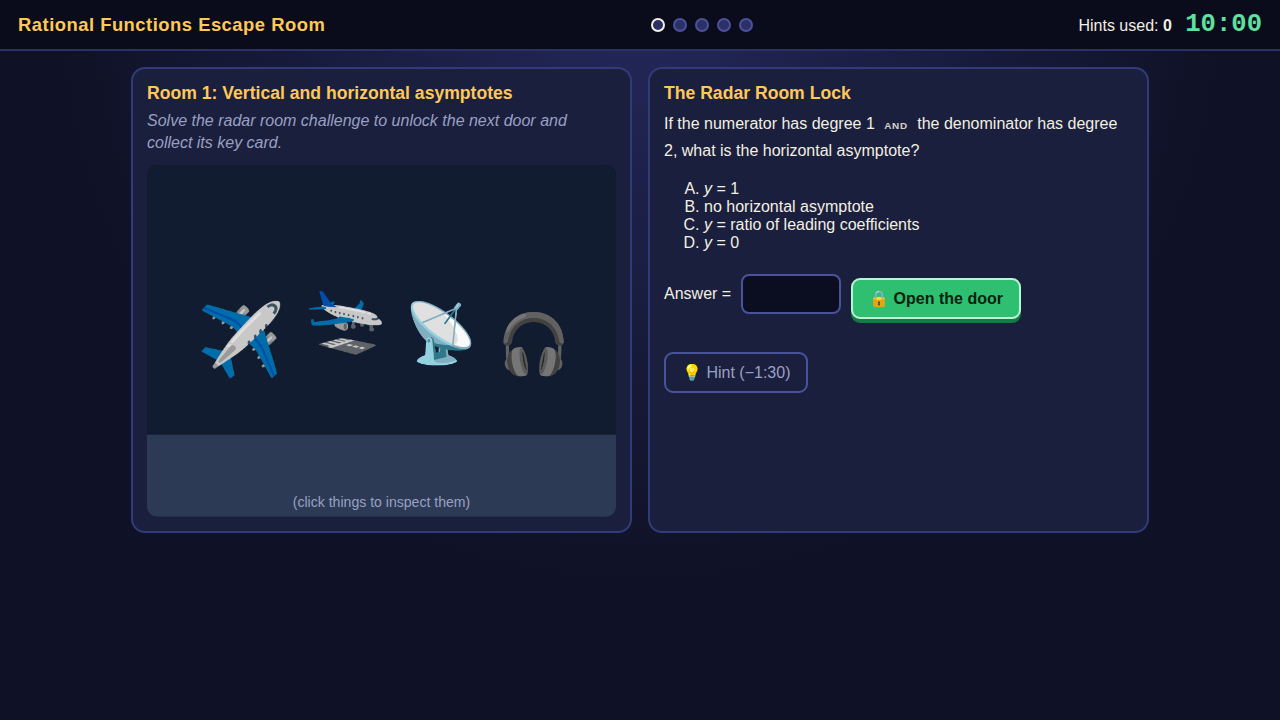 Rational Functions Escape Room
Hints used: 0 10:00
Room 1: Vertical and horizontal asymptotes
Solve the radar room challenge to unlock the next door and
collect its key card.
(click things to inspect them)
The Radar Room Lock
If the numerator has degree 1 AND the denominator has degree
2, what is the horizontal asymptote?
A. y = 1
B. no horizontal asymptote
C. y = ratio of leading coefficients
D. y = 0
Answer =
🔒 Open the door
💡 Hint (−1:30)